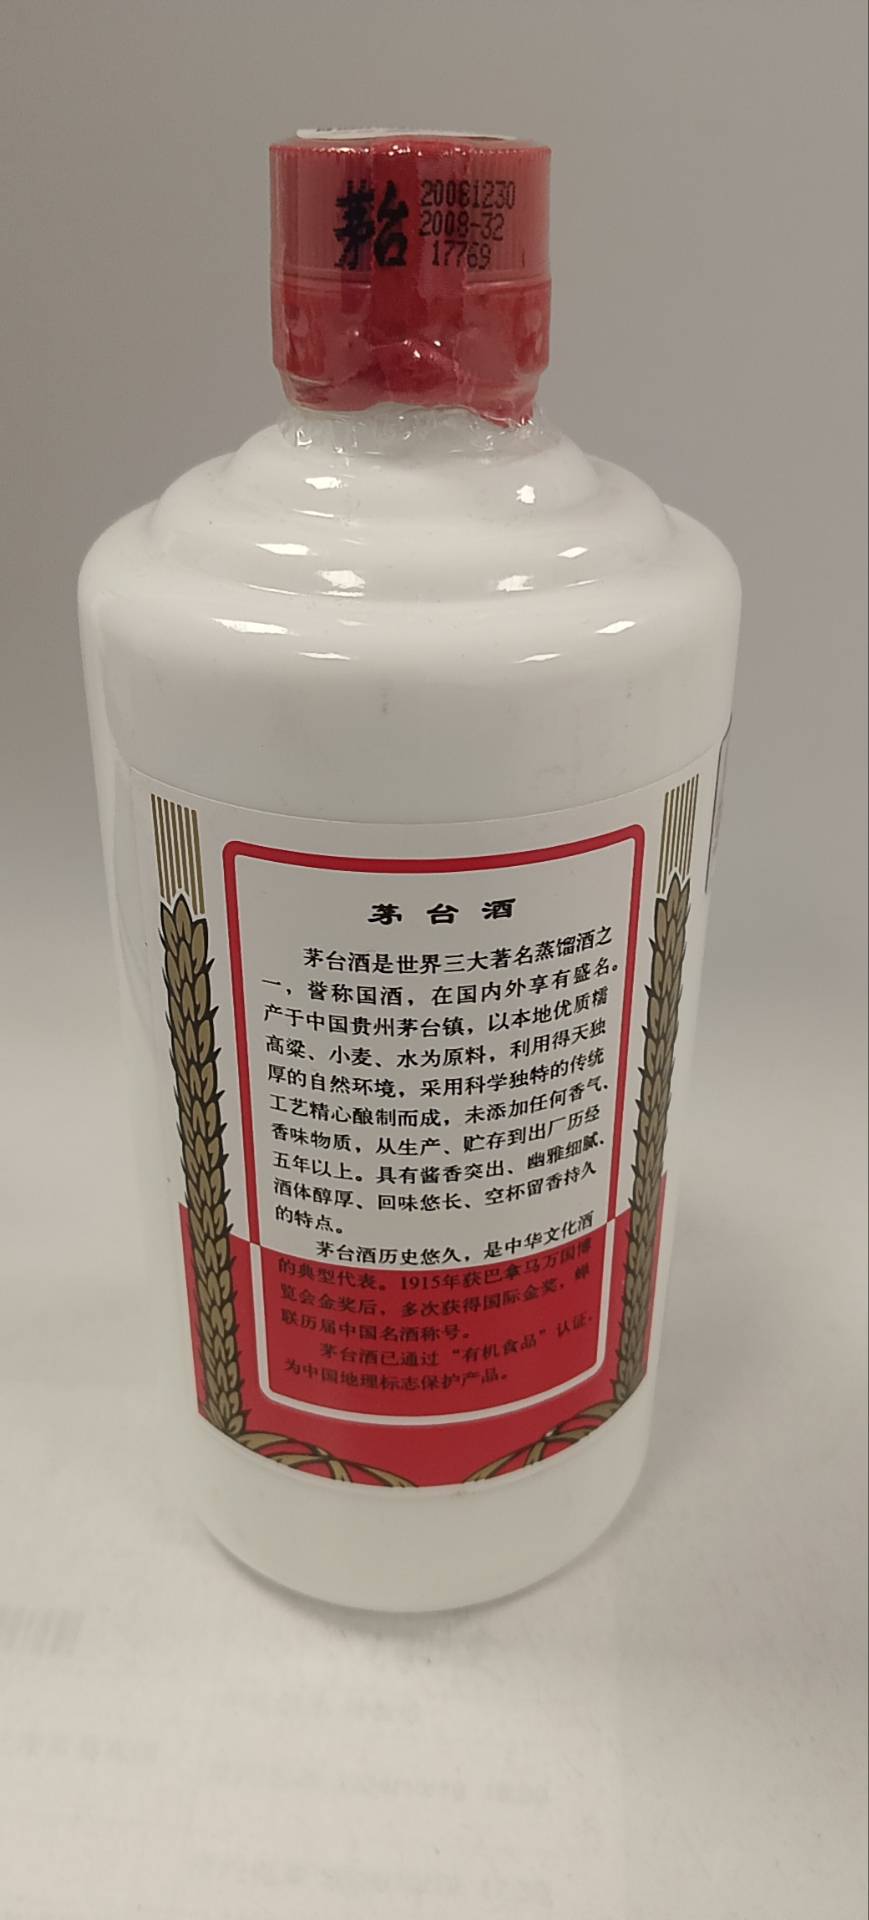 茅台
20081230
2008-32
17769
茅台酒
茅台酒是世界三大著名蒸馏酒之
一，誉称国酒，在国内外享有盛名。
产于中国贵州茅台镇，以本地优质糯
高粱、小麦、水为原料，利用得天独
厚的自然环境，采用科学独特的传统
工艺精心酿制而成，未添加任何香气、
香味物质，从生产、贮存到出厂历经
五年以上。具有酱香突出、幽雅细腻、
酒体醇厚、回味悠长、空杯留香持久
的特点。
茅台酒历史悠久，是中华文化酒
的典型代表。1915年获巴拿马万国博
览会金奖后，多次获得国际金奖，蝉
联历届中国名酒称号。
茅台酒已通过“有机食品”认证，
为中国地理标志保护产品。